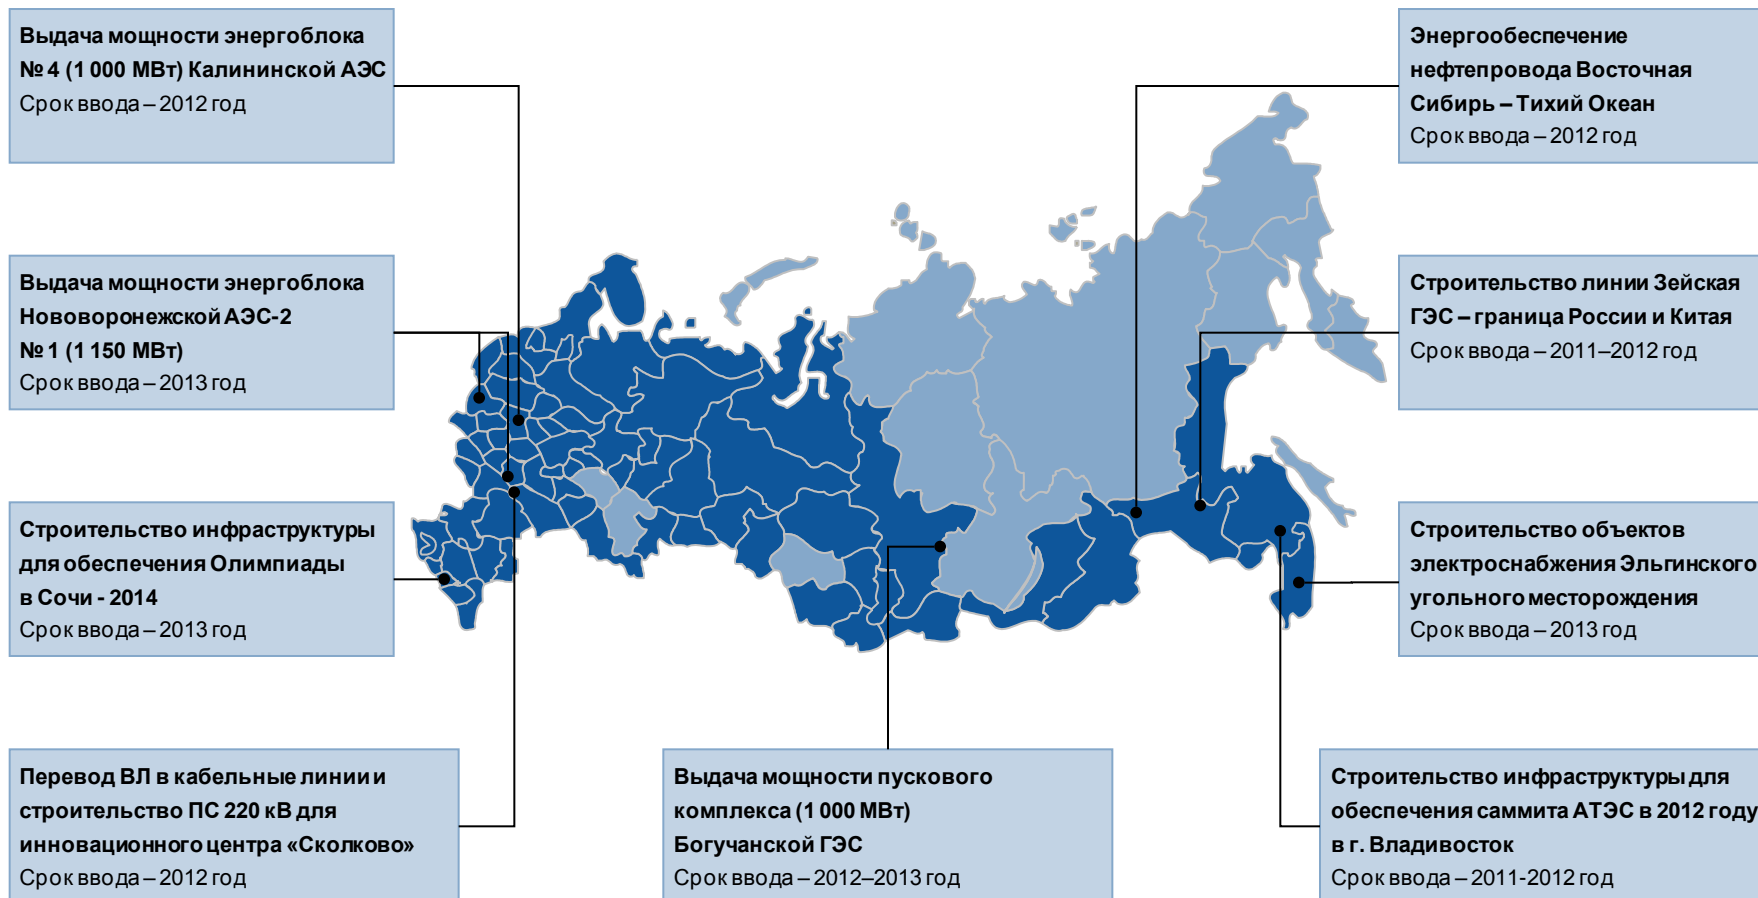 Выдача мощности энергоблока
№ 4 (1 000 МВт) Калининской АЭС
Срок ввода – 2012 год
Энергообеспечение
нефтепровода Восточная
Сибирь – Тихий Океан
Срок ввода – 2012 год
Выдача мощности энергоблока
Нововоронежской АЭС-2
№ 1 (1 150 МВт)
Срок ввода – 2013 год
Строительство линии Зейская
ГЭС – граница России и Китая
Срок ввода – 2011–2012 год
Строительство инфраструктуры
для обеспечения Олимпиады
в Сочи - 2014
Срок ввода – 2013 год
Строительство объектов
электроснабжения Эльгинского
угольного месторождения
Срок ввода – 2013 год
Перевод ВЛ в кабельные линии и
строительство ПС 220 кВ для
инновационного центра «Сколково»
Срок ввода – 2012 год
Выдача мощности пускового
комплекса (1 000 МВт)
Богучанской ГЭС
Срок ввода – 2012–2013 год
Строительство инфраструктуры для
обеспечения саммита АТЭС в 2012 году
в г. Владивосток
Срок ввода – 2011-2012 год